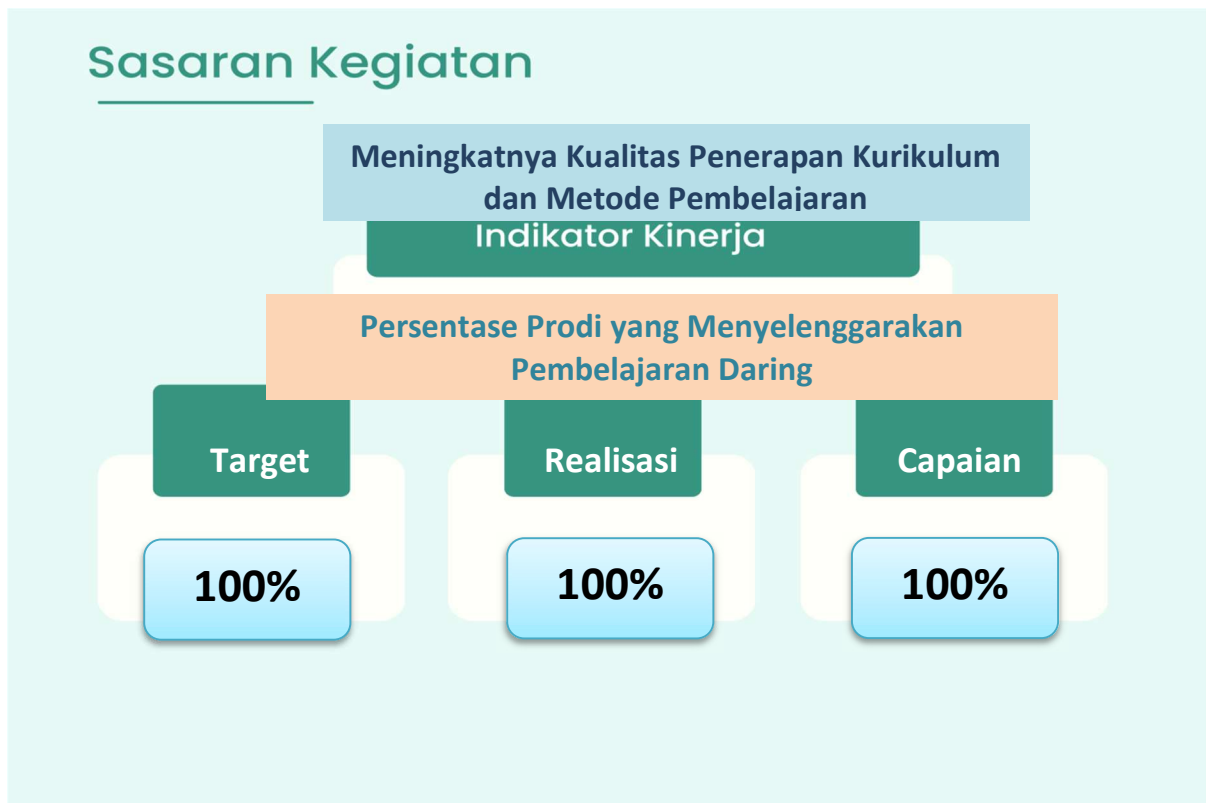 Sasaran Kegiatan
Meningkatnya Kualitas Penerapan Kurikulum
dan Metode Pembelajaran
Indikator Kinerja
Persentase Prodi yang Menyelenggarakan
Pembelajaran Daring
Target
Realisasi
Capaian
100%
100%
100%